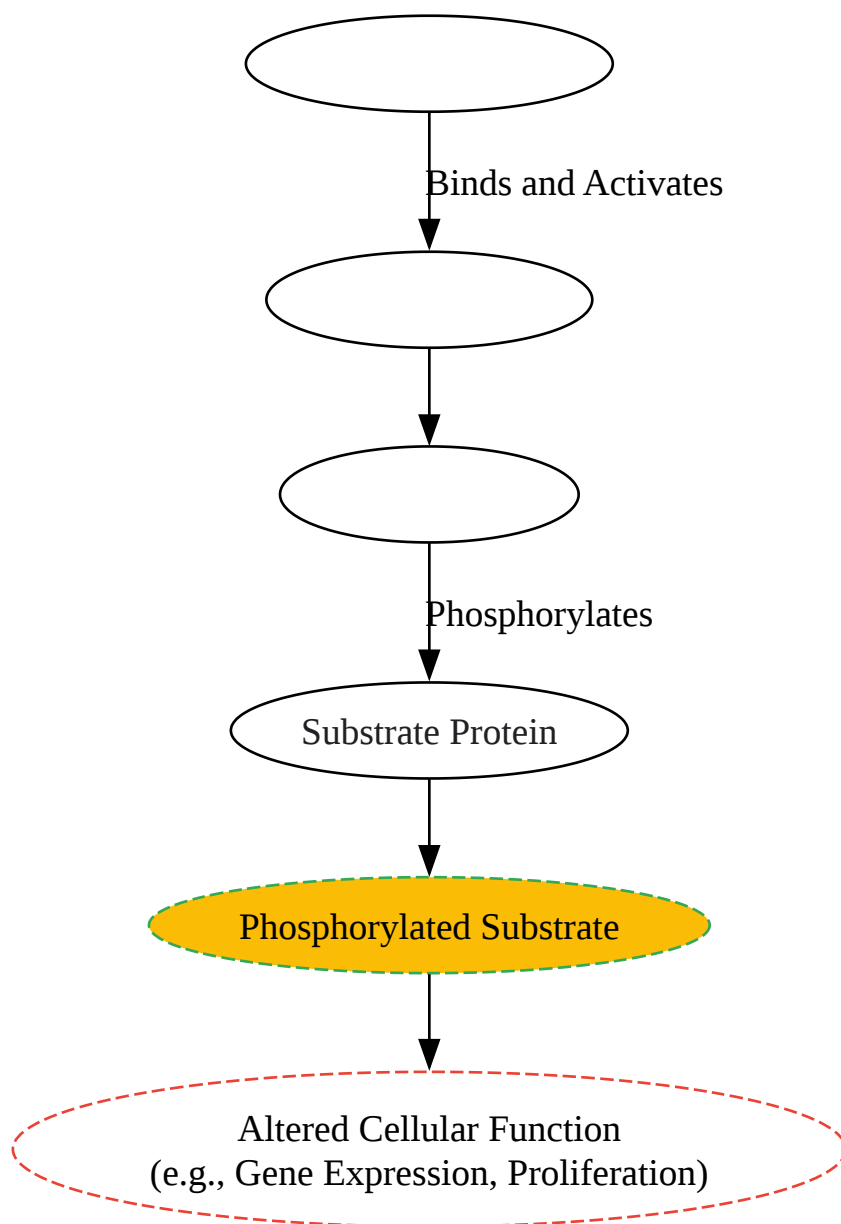 Binds and Activates
Phosphorylates
Substrate Protein
Phosphorylated Substrate
Altered Cellular Function
(e.g., Gene Expression, Proliferation)